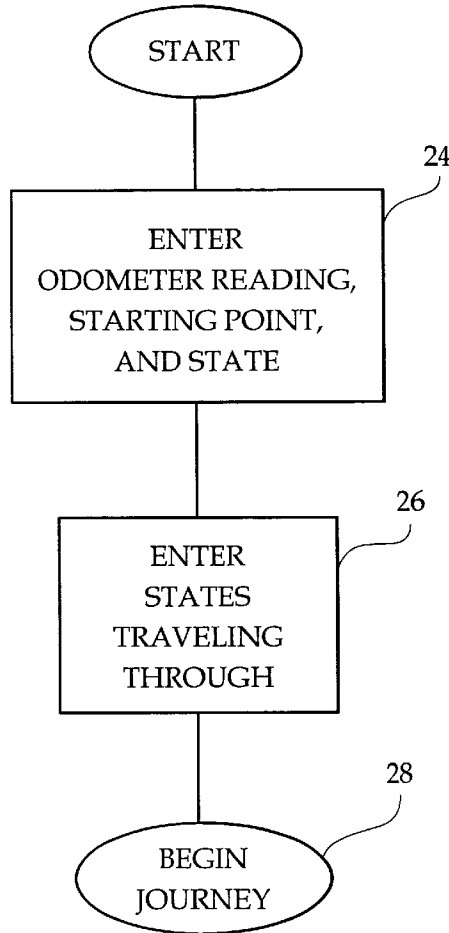 START
24
ENTER
ODOMETER READING,
STARTING POINT,
AND STATE
26
ENTER
STATES
TRAVELING
THROUGH
28
BEGIN
JOURNEY